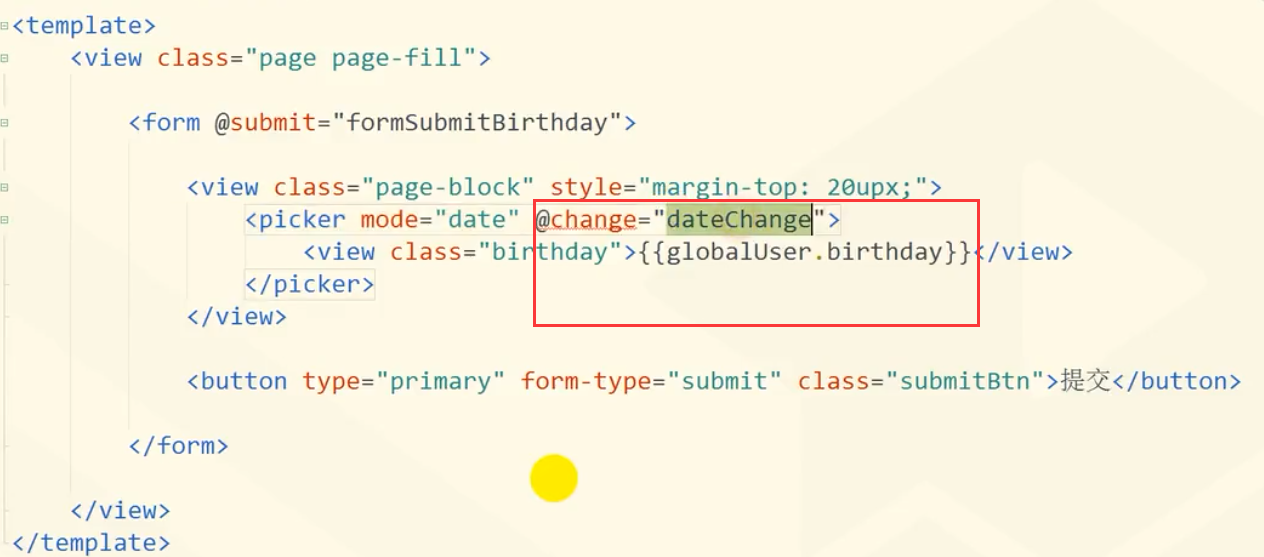 <template>
<view class="page page-fill">
<form @submit="formSubmitBirthday">
<view class="page-block" style="margin-top: 20upx;">
<picker mode="date" @change="dateChange">
<view class="birthday">{{globalUser.birthday}}</view>
</picker>
</view>
<button type="primary" form-type="submit" class="submitBtn">提交</button>
</form>
</view>
</template>